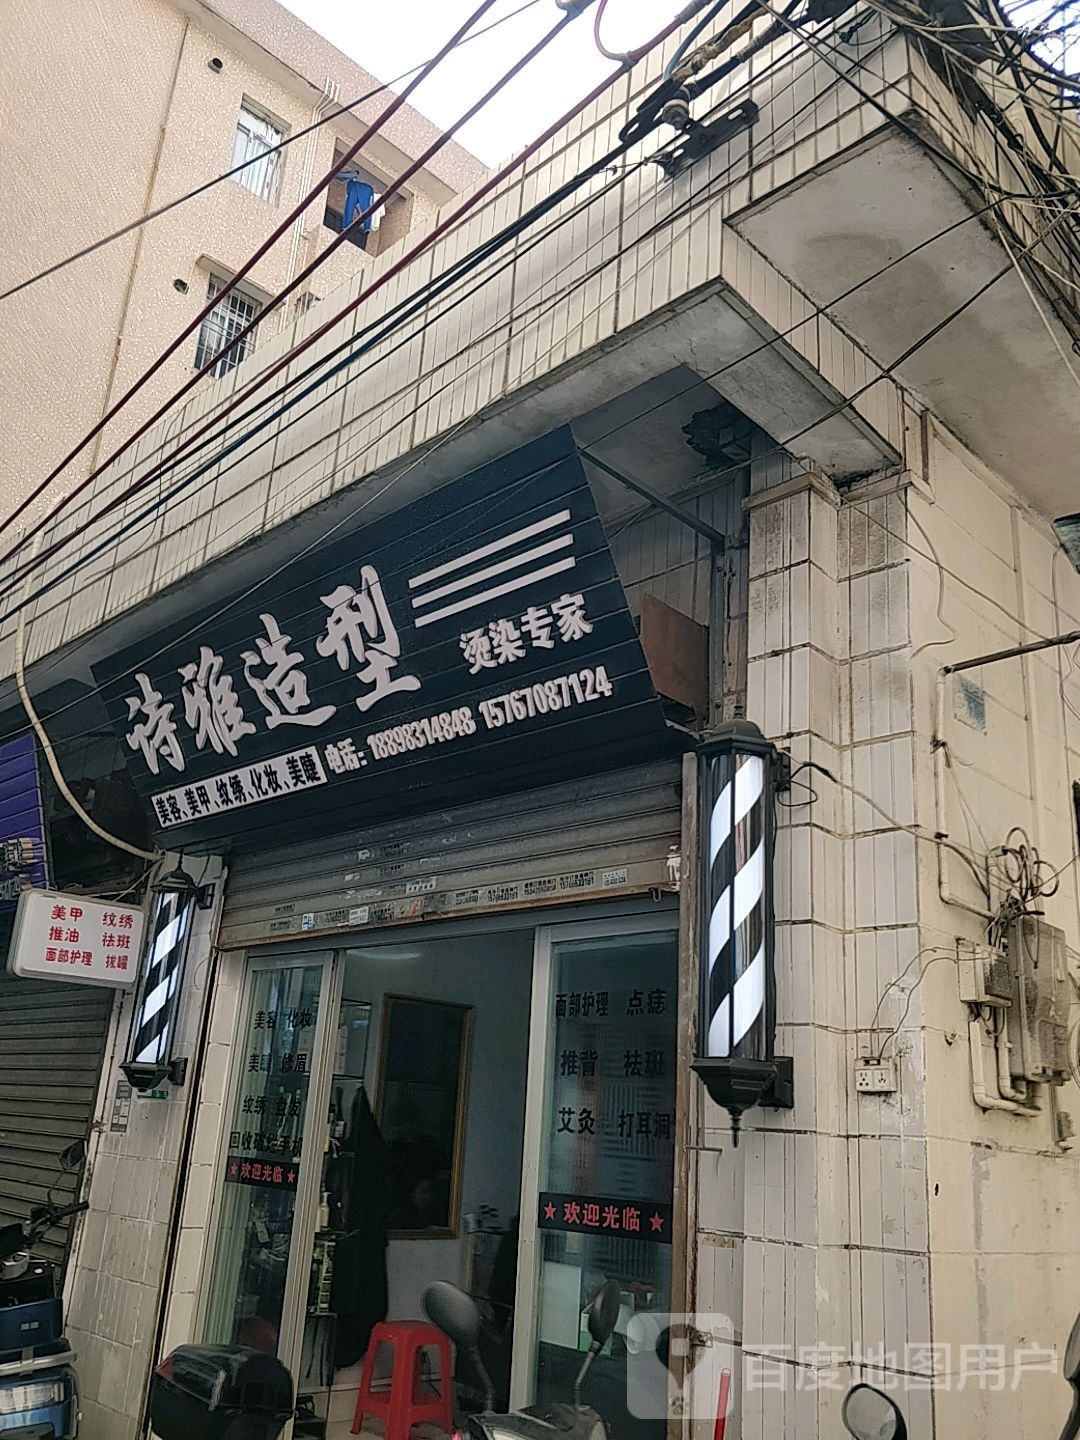 诗雅造型
烫染专家
美容、美甲、纹绣、化妆、美睫
电话: 18898314848 15767087124
美甲 纹绣
推油 祛斑
面部护理 拔罐
美容 化妆
美睫 修眉
纹绣
★欢迎光临★
面部护理 点痣
推背 祛斑
艾灸 打耳洞
★欢迎光临★
百度地图用户